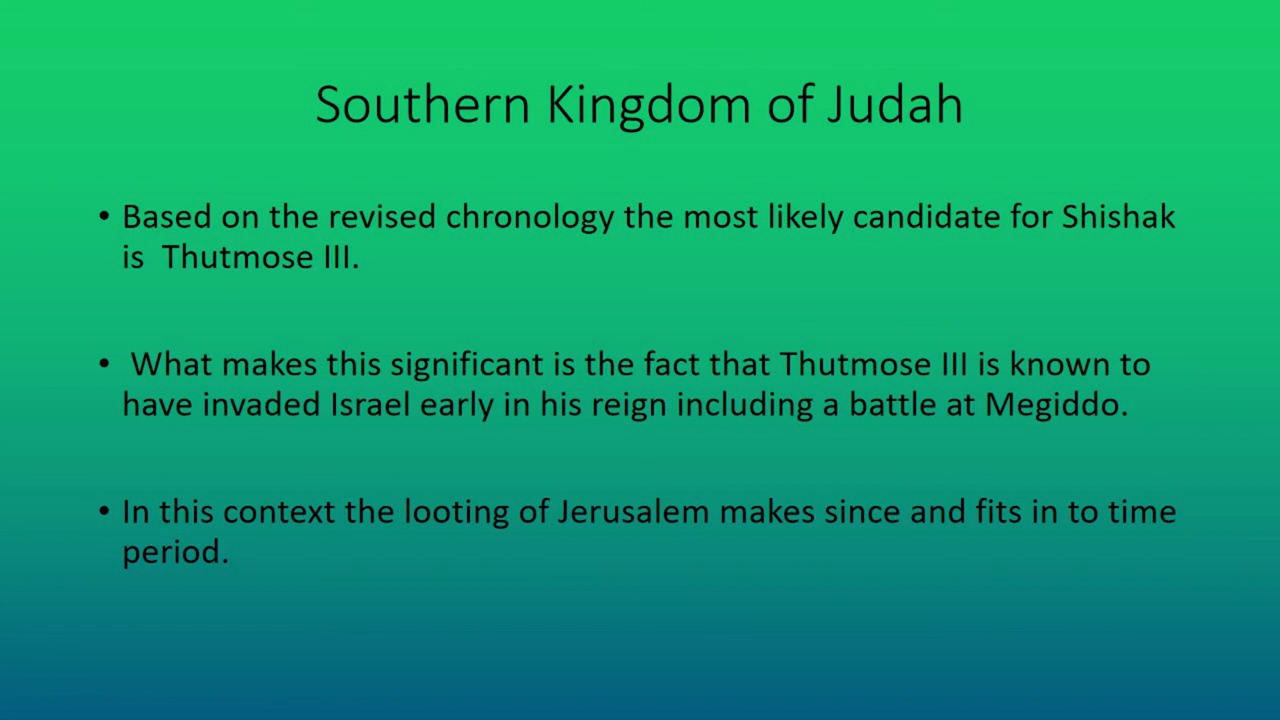 Southern Kingdom of Judah
• Based on the revised chronology the most likely candidate for Shishak
is  Thutmose III.
•  What makes this significant is the fact that Thutmose III is known to
have invaded Israel early in his reign including a battle at Megiddo.
• In this context the looting of Jerusalem makes since and fits in to time
period.